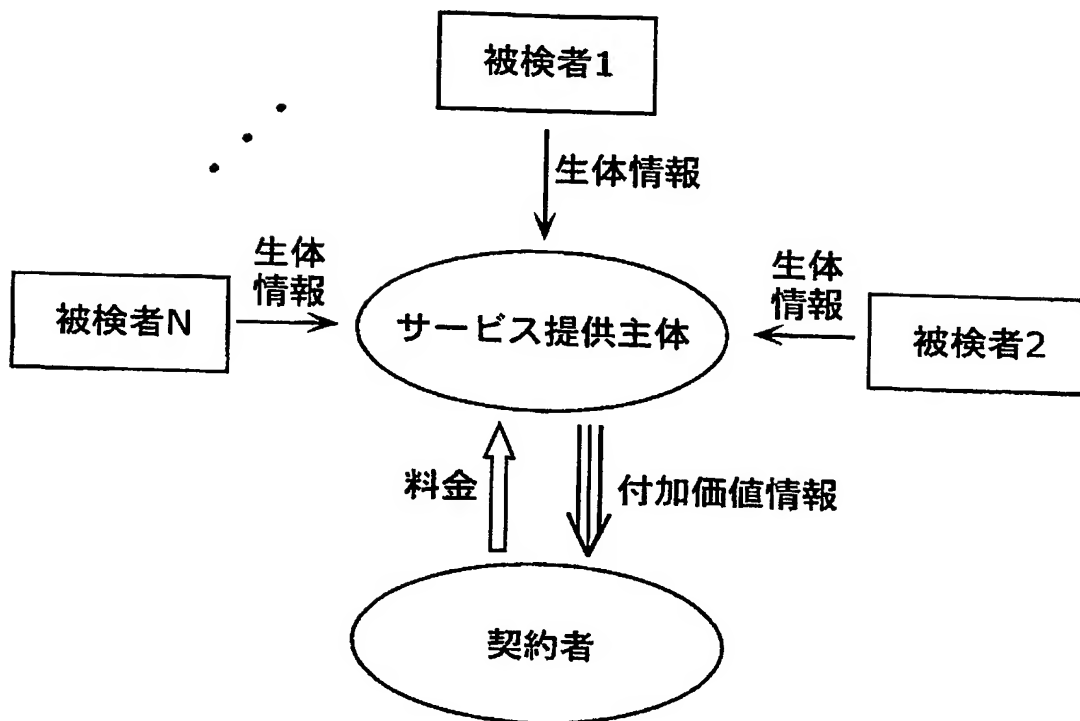 被検者1
生体情報
生体
情報
被検者N
サービス提供主体
生体
情報
被検者2
料金
付加価値情報
契約者